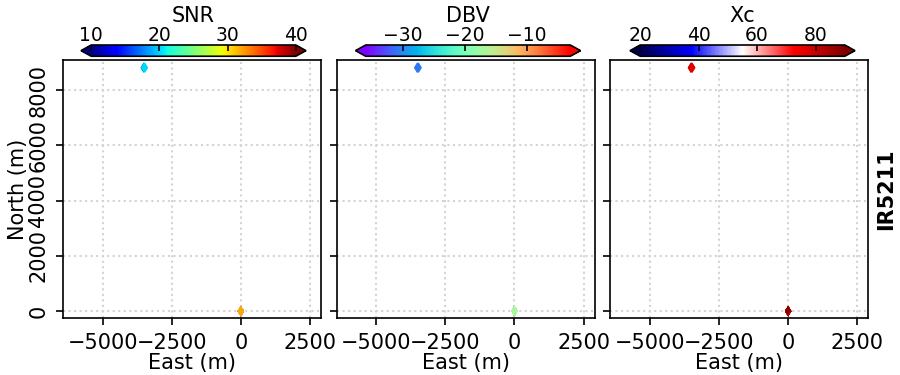 SNR DBV Xc
10 20 30 40 −30 −20 −10 20 40 60 80
North (m)
8000
6000
4000
2000
0
−5000 −2500 0 2500 −5000 −2500 0 2500 −5000 −2500 0 2500
East (m) East (m) East (m)
IR5211